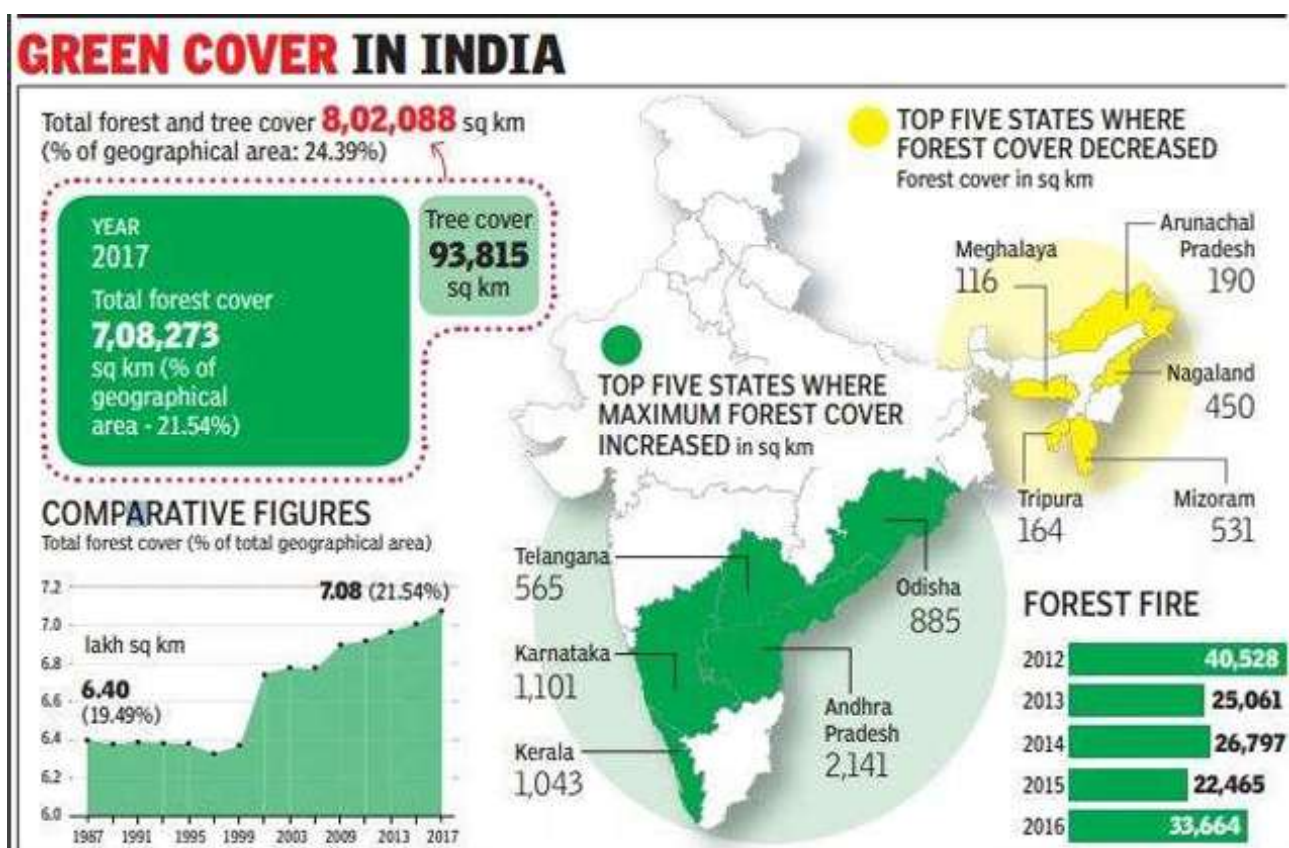 GREEN COVER IN INDIA
Total forest and tree cover 8,02,088 sq km
(% of geographical area: 24.39%)
YEAR
2017
Total forest cover
7,08,273
sq km (% of
geographical
area - 21.54%)
Tree cover
93,815
sq km
COMPARATIVE FIGURES
Total forest cover (% of total geographical area)
7.2
7.0
6.8
6.6
6.4
6.2
6.0
lakh sq km
6.40
(19.49%)
7.08 (21.54%)
1987 1991 1995 1999 2003 2009 2013 2017
TOP FIVE STATES WHERE
MAXIMUM FOREST COVER
INCREASED in sq km
Telangana
565
Karnataka
1,101
Kerala
1,043
Odisha
885
Andhra
Pradesh
2,141
TOP FIVE STATES WHERE
FOREST COVER DECREASED
Forest cover in sq km
Meghalaya
116
Arunachal
Pradesh
190
Nagaland
450
Tripura
164
Mizoram
531
FOREST FIRE
2012 40,528
2013 25,061
2014 26,797
2015 22,465
2016 33,664